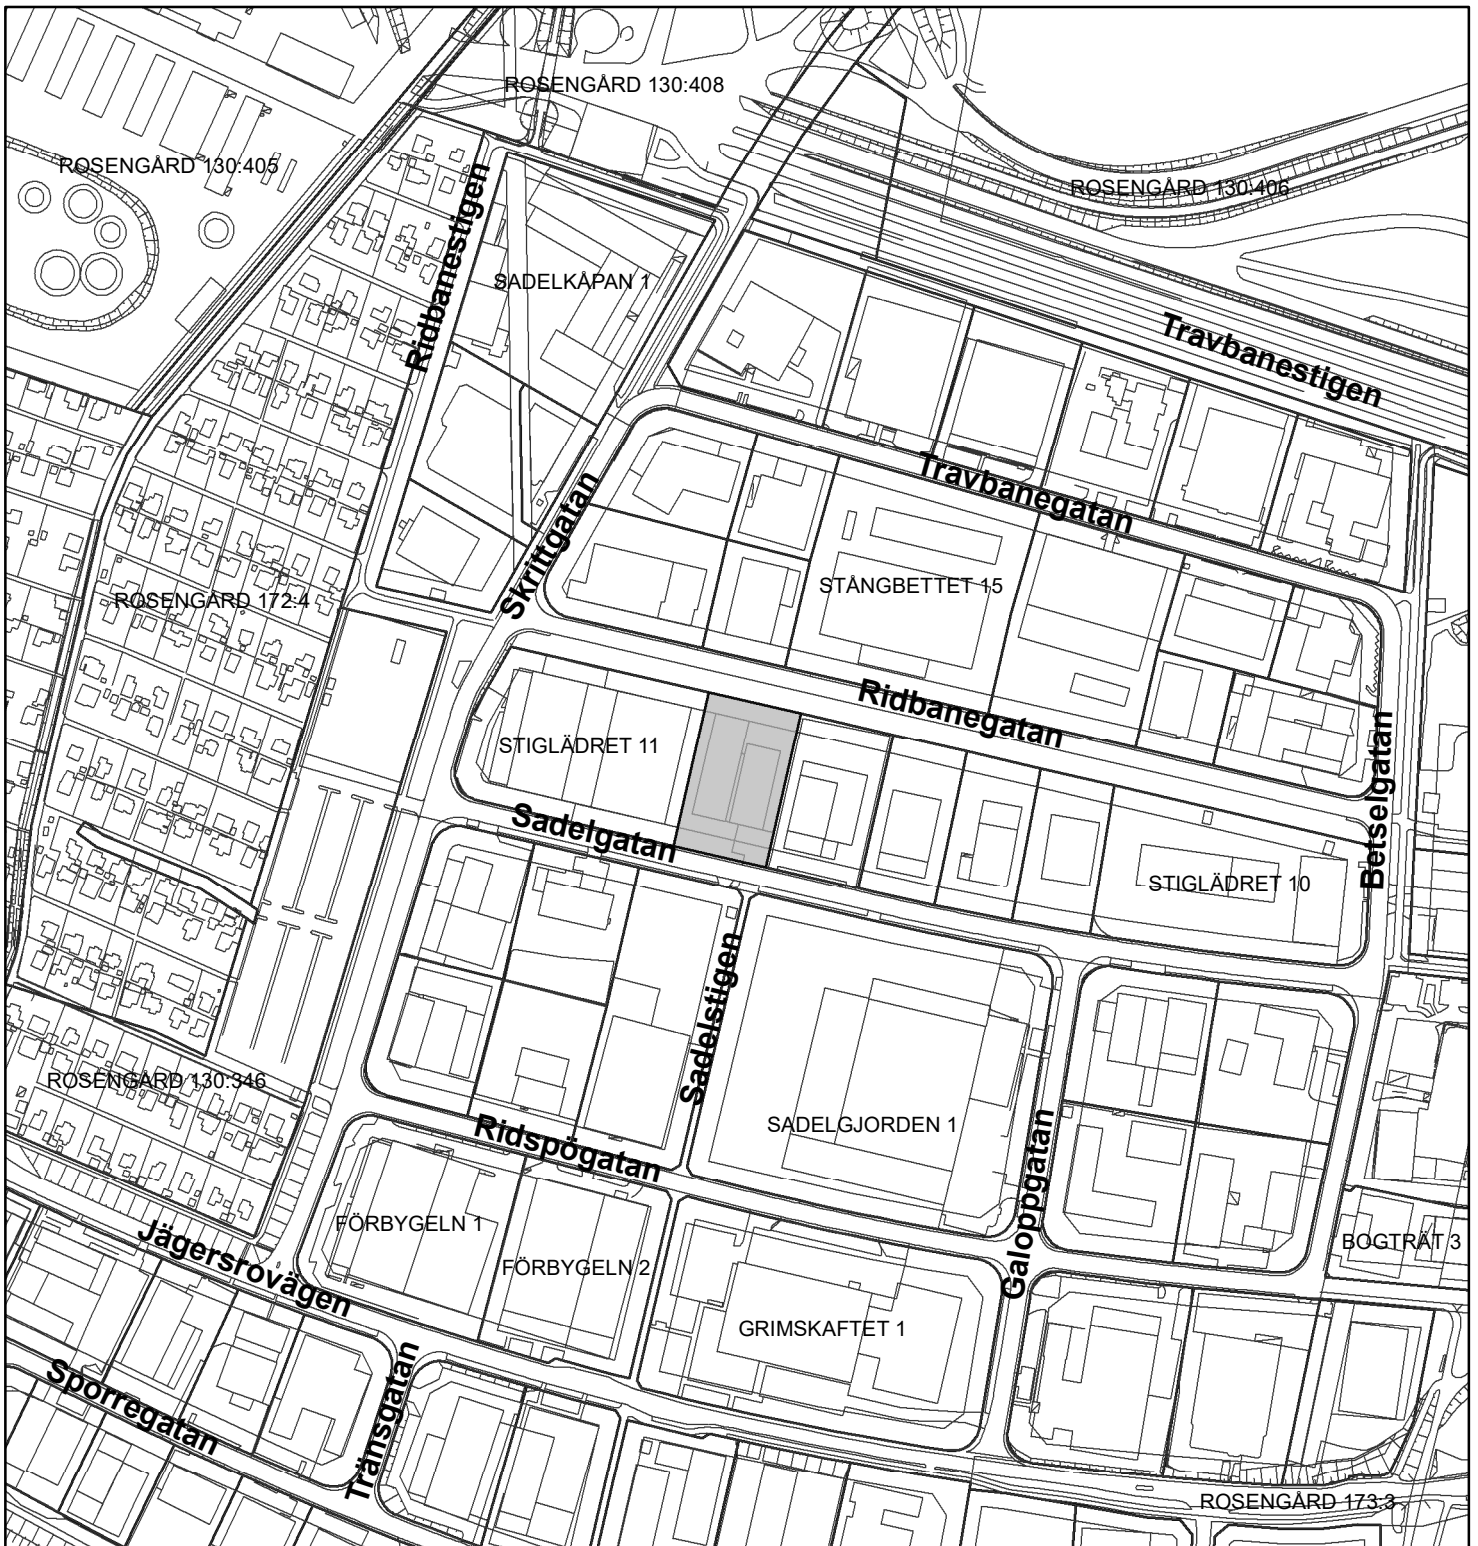 ROSENGÅRD 130:408
ROSENGÅRD 130:405
ROSENGÅRD 130:406
Ridbanestigen
SADELKÅPAN 1
Travbanestigen
Travbanegatan
Skrittgatan
STÅNGBETTET 15
ROSENGÅRD 172:4
Ridbanegatan
STIGLÄDRET 11
Betselgatan
Sadelgatan
STIGLÄDRET 10
Sadelstigen
ROSENGÅRD 130:346
SADELGJORDEN 1
Ridspögatan
Galoppgatan
FÖRBYGELN 1
BOGTRÄT 3
Jägersrovägen
FÖRBYGELN 2
GRIMSKAFTET 1
Sporregatan
Tränsgatan
ROSENGÅRD 173:3